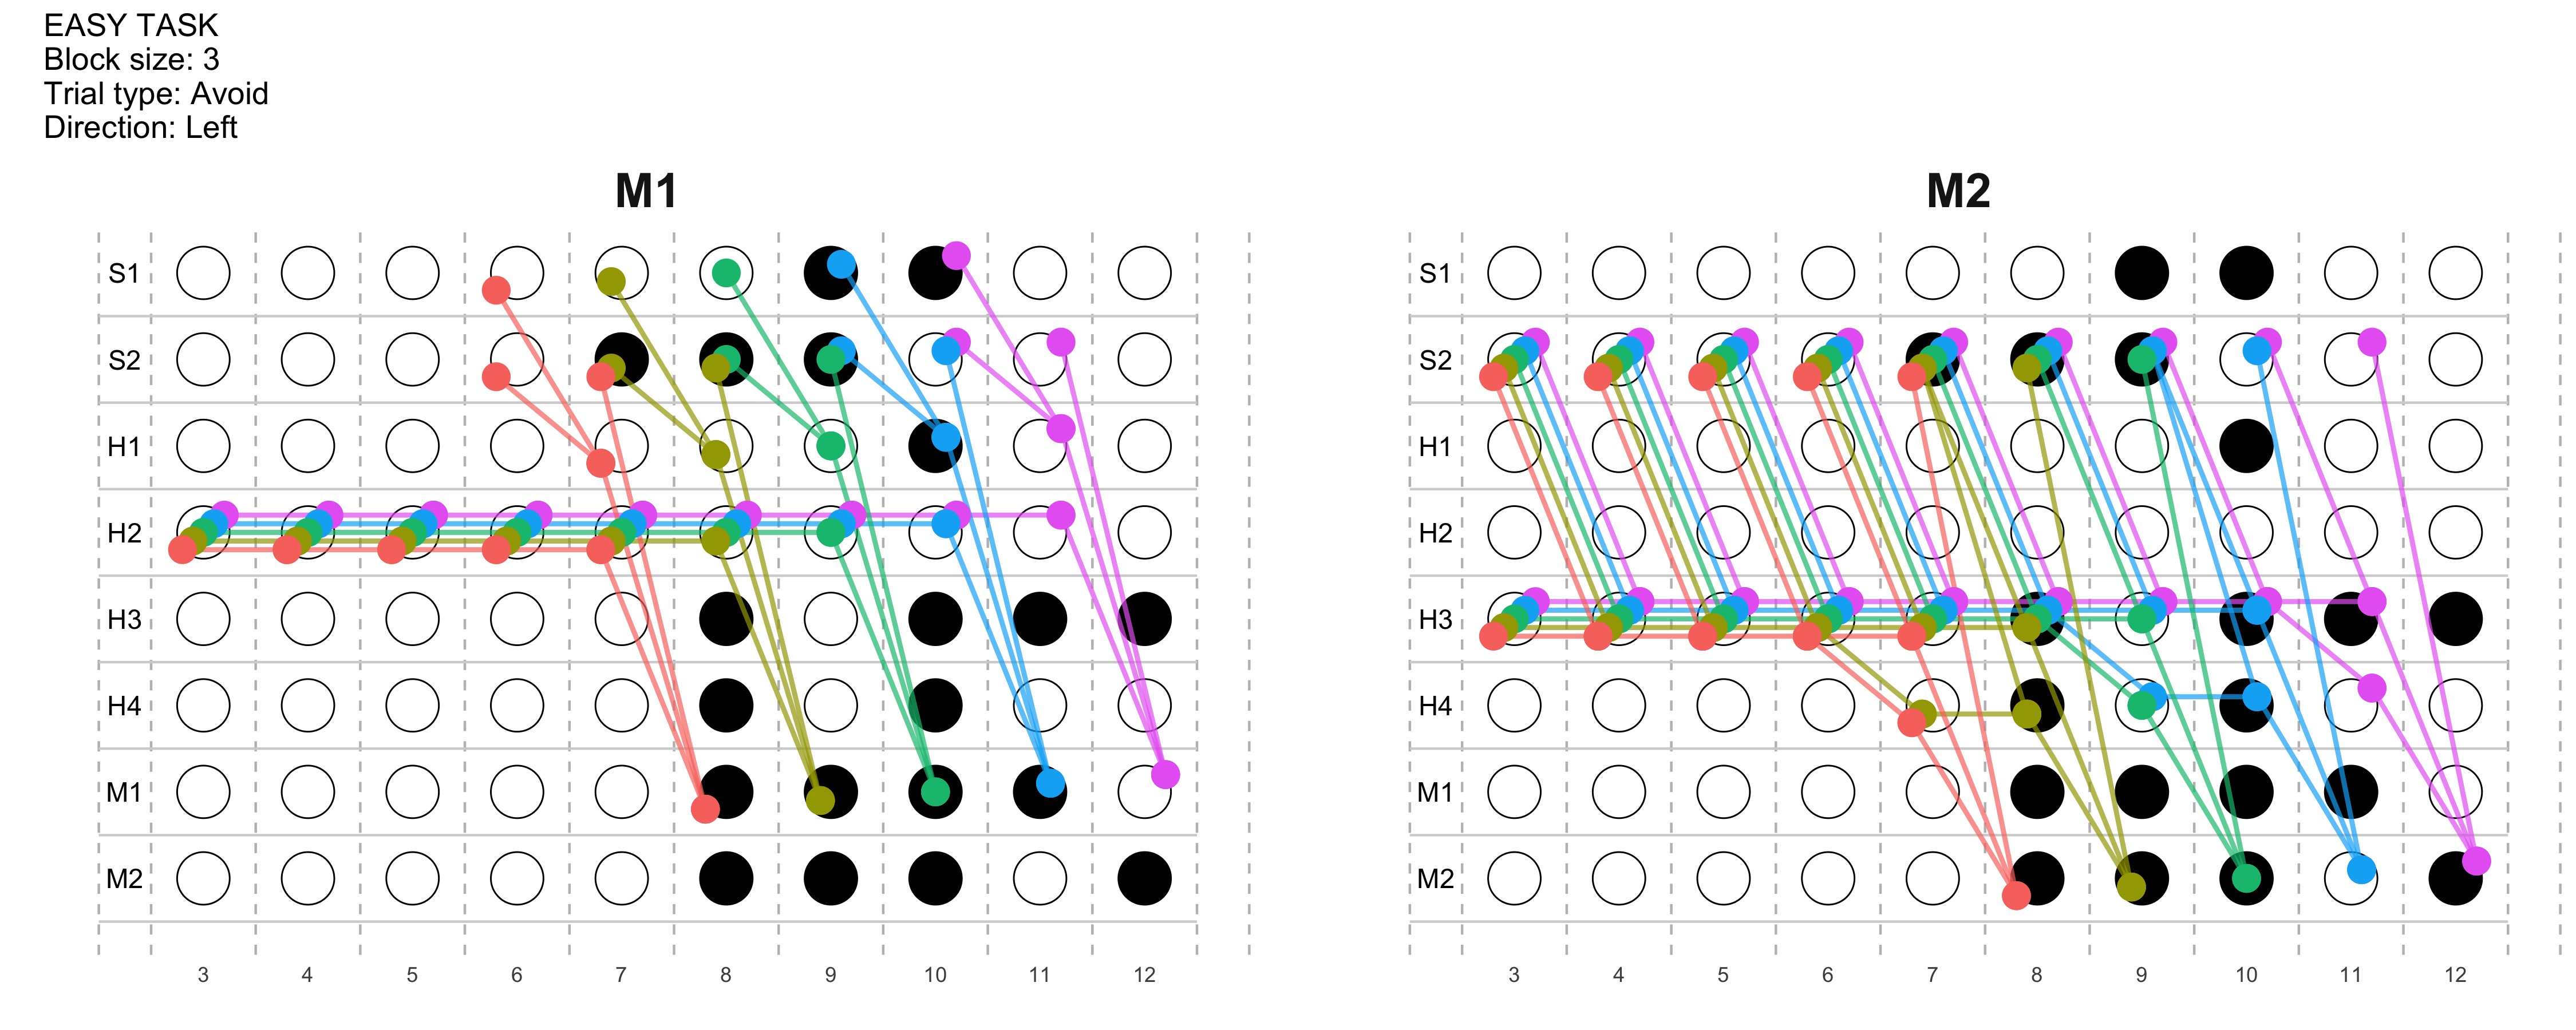 EASY TASK
Block size: 3
Trial type: Avoid
Direction: Left
M1
S1
S2
H1
H2
H3
H4
M1
M2
3 4 5 6 7 8 9 10 11 12
M2
S1
S2
H1
H2
H3
H4
M1
M2
3 4 5 6 7 8 9 10 11 12